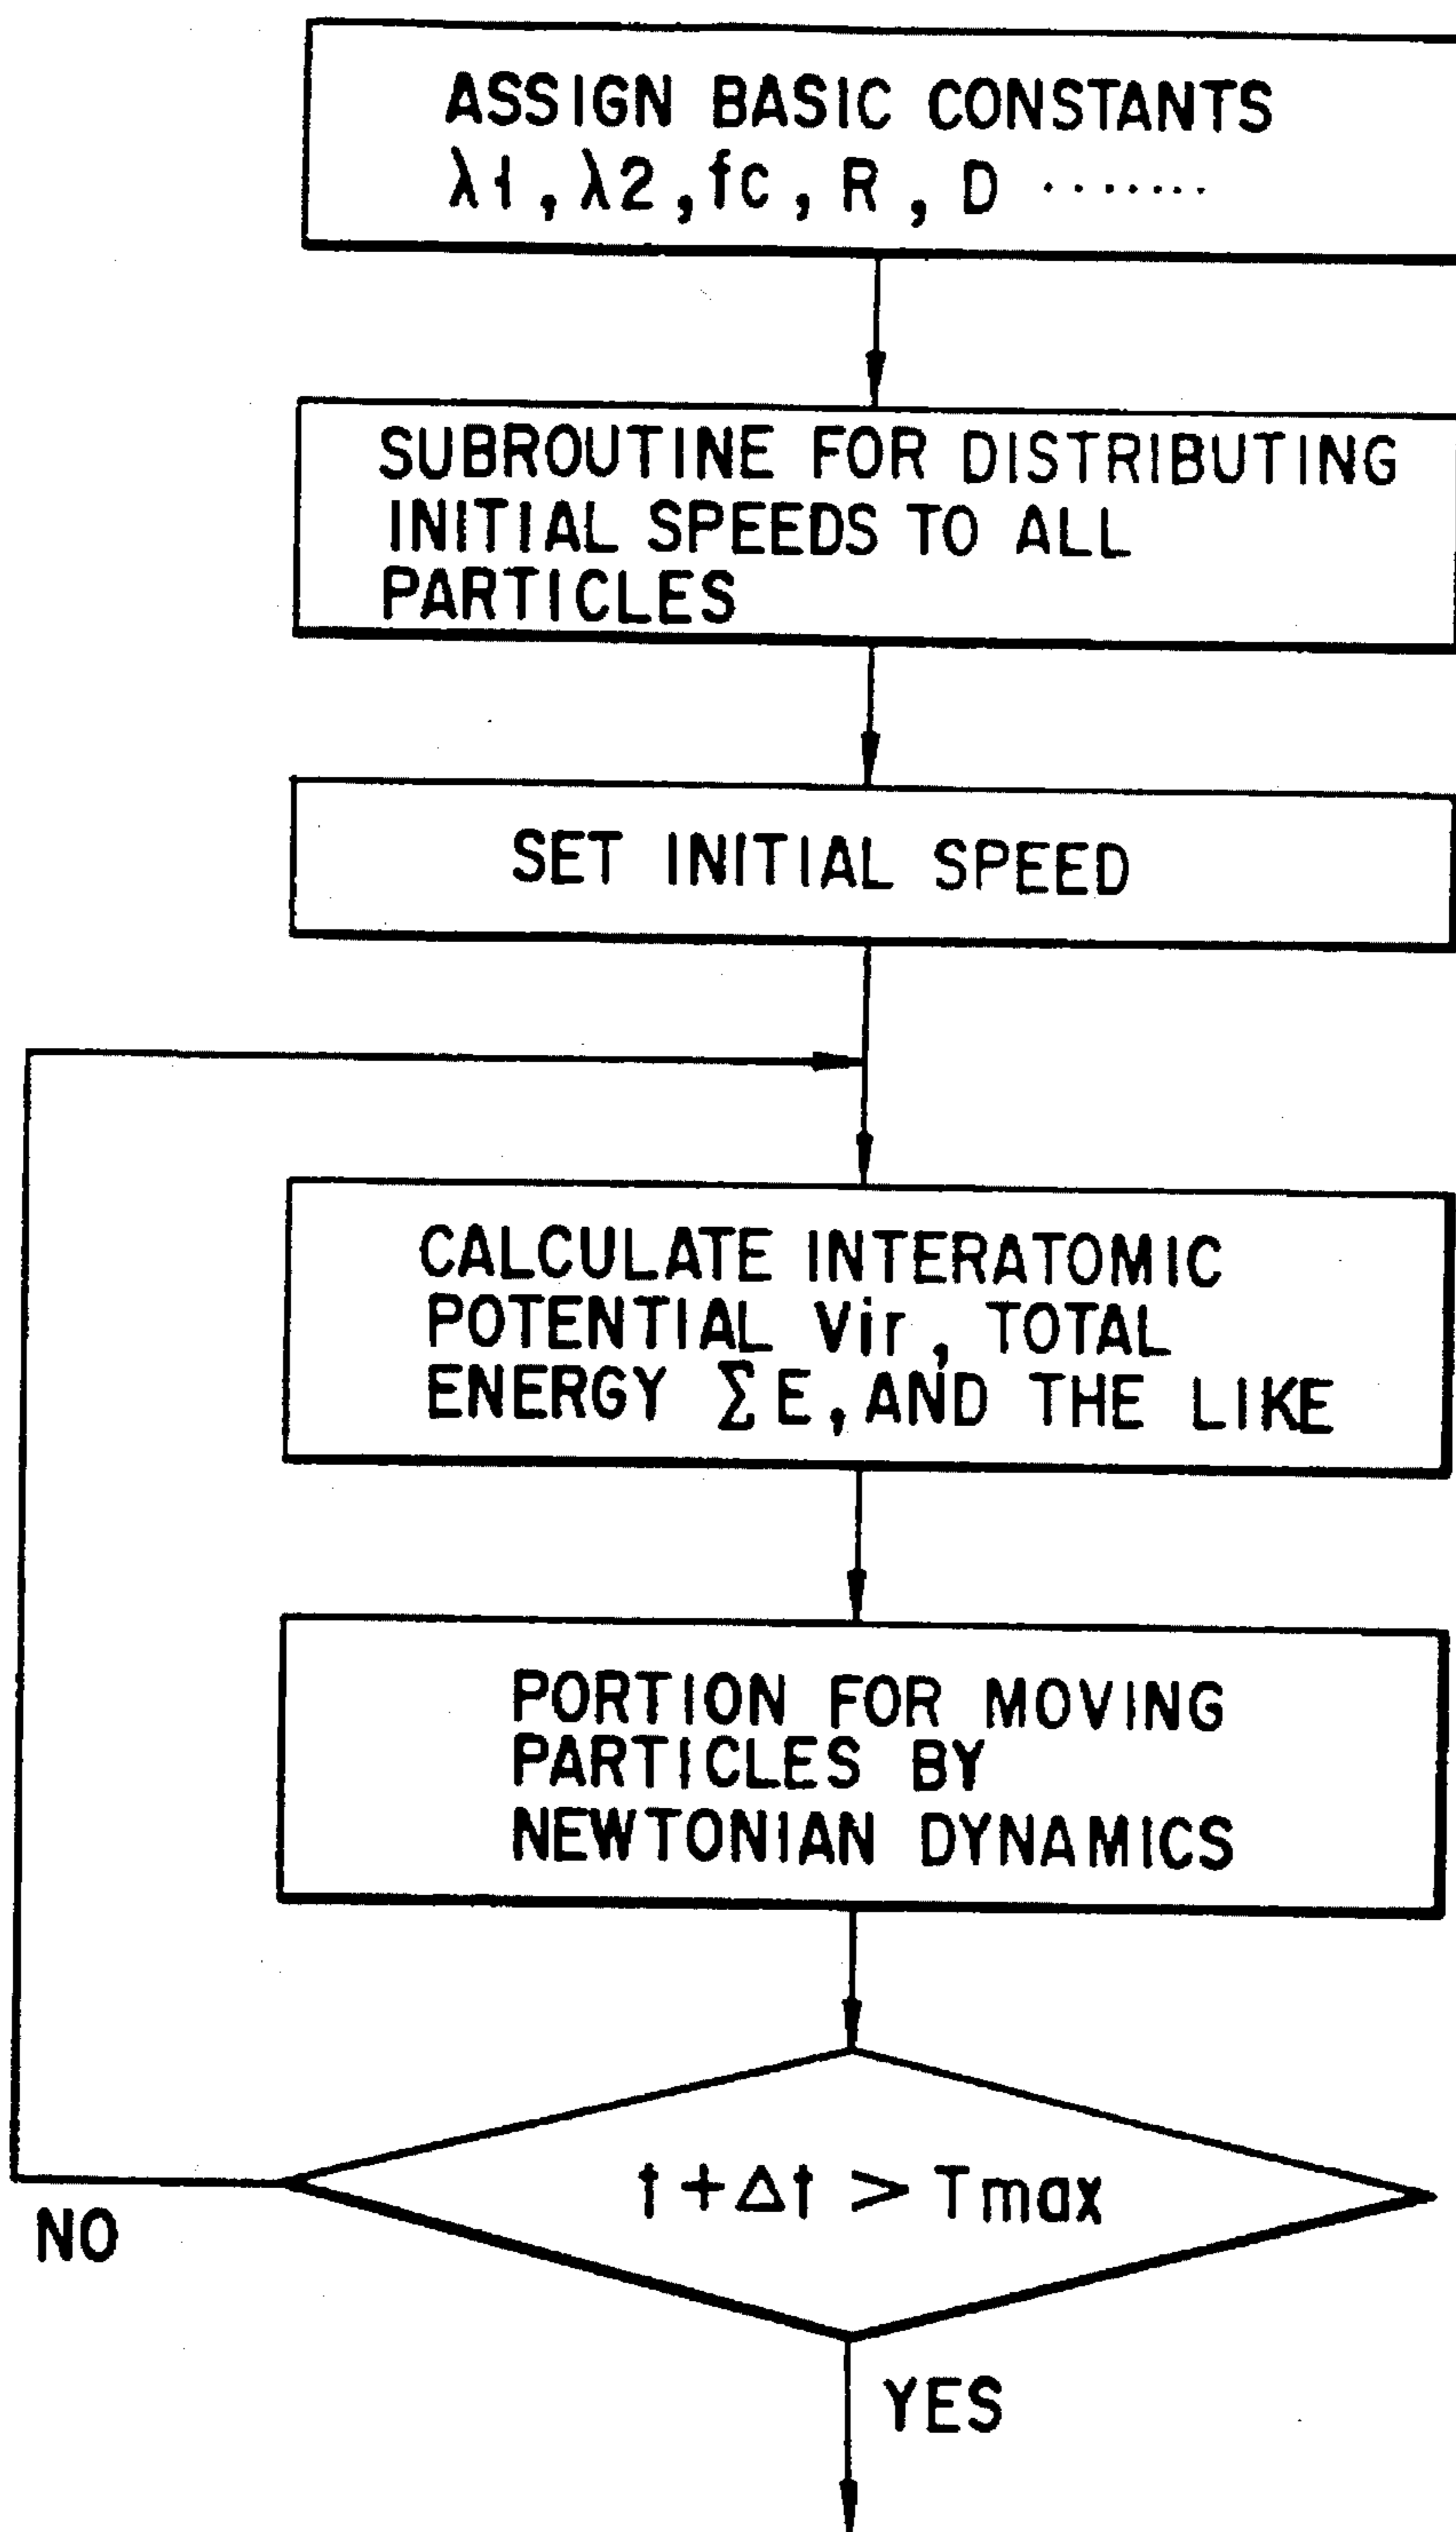 ASSIGN BASIC CONSTANTS
λ1, λ2, fc, R, D .......
SUBROUTINE FOR DISTRIBUTING
INITIAL SPEEDS TO ALL
PARTICLES
SET INITIAL SPEED
CALCULATE INTERATOMIC
POTENTIAL Vir, TOTAL
ENERGY ΣE, AND THE LIKE
PORTION FOR MOVING
PARTICLES BY
NEWTONIAN DYNAMICS
t + Δt > Tmax
NO
YES